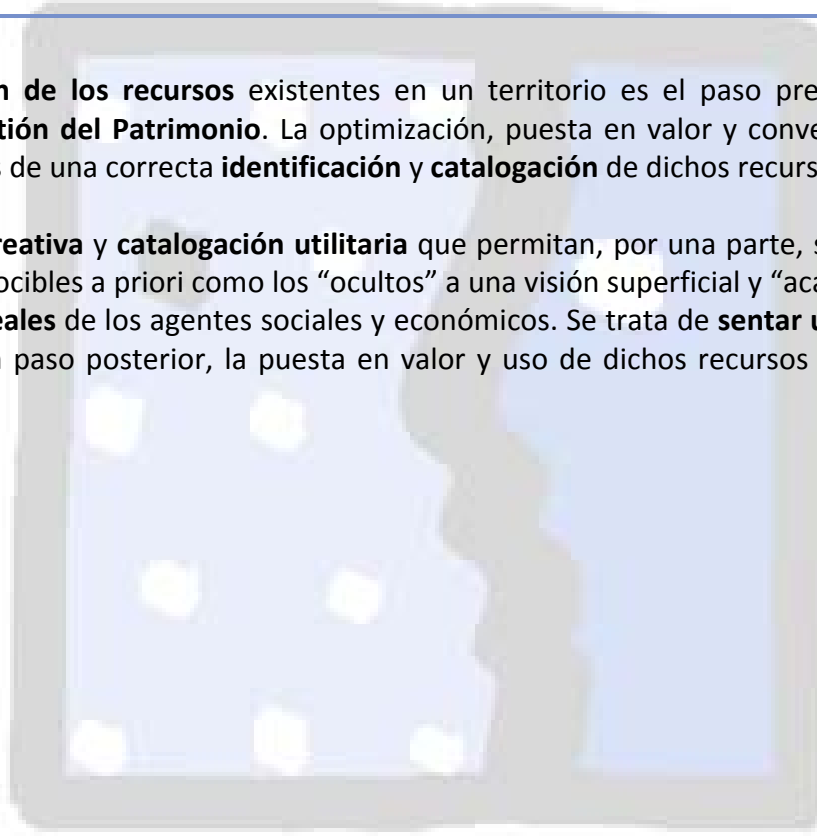 n de los recursos existentes en un territorio es el paso pre
tión del Patrimonio. La optimización, puesta en valor y conve
s de una correcta identificación y catalogación de dichos recurs
reativa y catalogación utilitaria que permitan, por una parte, s
ocibles a priori como los “ocultos” a una visión superficial y “aca
eales de los agentes sociales y económicos. Se trata de sentar u
paso posterior, la puesta en valor y uso de dichos recursos